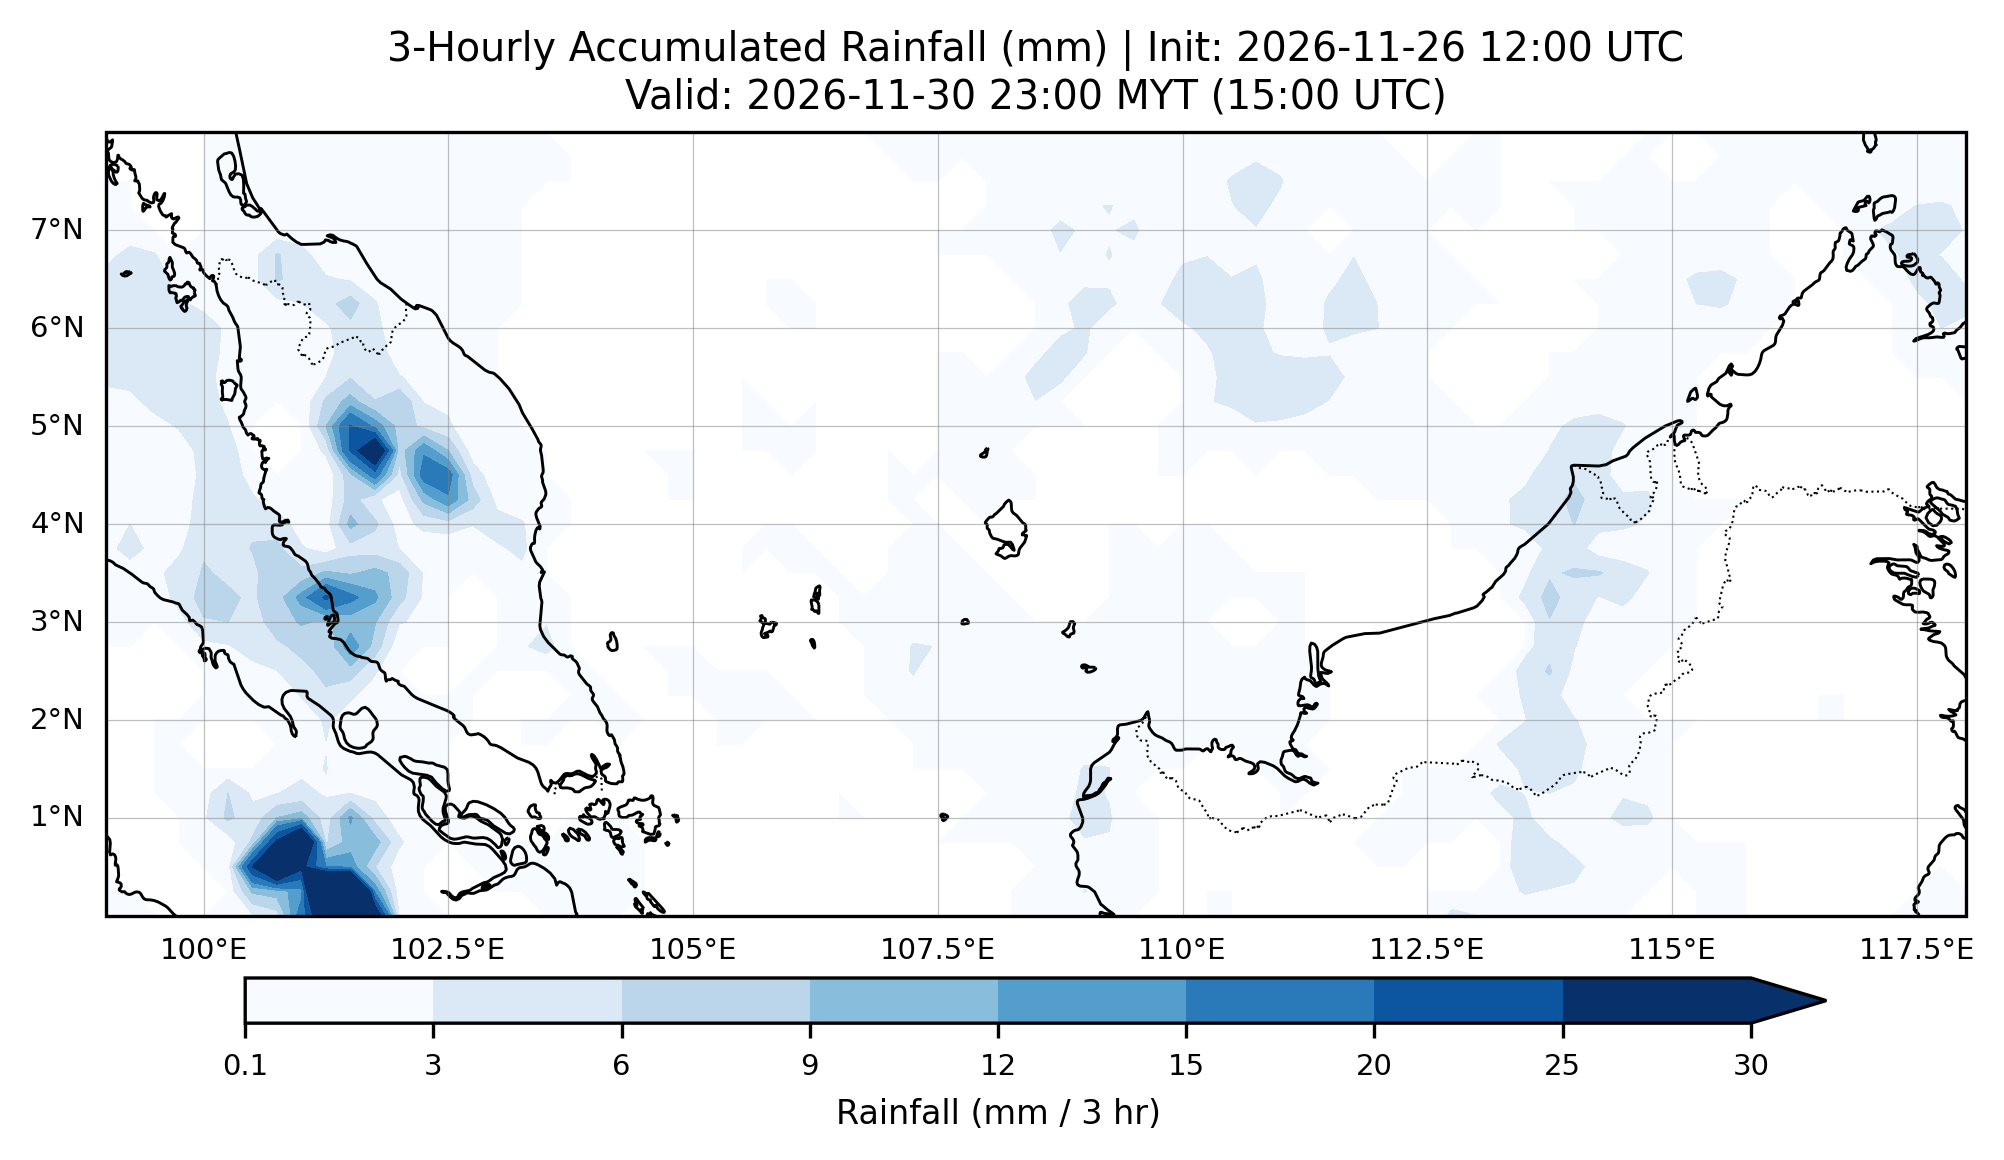 3-Hourly Accumulated Rainfall (mm) | Init: 2026-11-26 12:00 UTC
Valid: 2026-11-30 23:00 MYT (15:00 UTC)
7°N
6°N
5°N
4°N
3°N
2°N
1°N
100°E 102.5°E 105°E 107.5°E 110°E 112.5°E 115°E 117.5°E
0.1 3 6 9 12 15 20 25 30
Rainfall (mm / 3 hr)